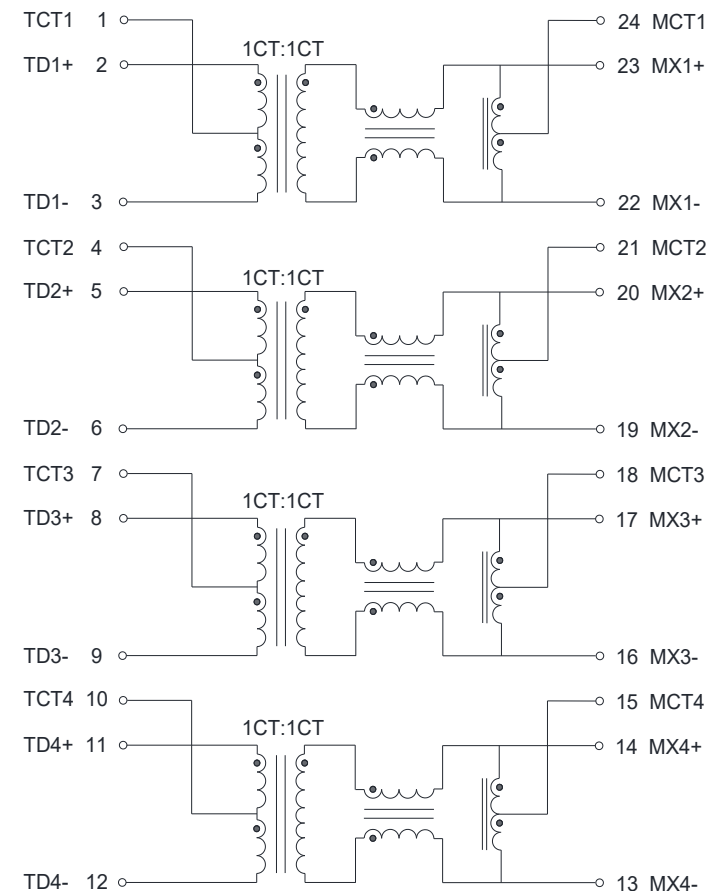 TCT1 1 24 MCT1
1CT:1CT
TD1+ 2 23 MX1+
TD1- 3 22 MX1-
TCT2 4 21 MCT2
1CT:1CT
TD2+ 5 20 MX2+
TD2- 6 19 MX2-
TCT3 7 18 MCT3
1CT:1CT
TD3+ 8 17 MX3+
TD3- 9 16 MX3-
TCT4 10 15 MCT4
1CT:1CT
TD4+ 11 14 MX4+
TD4- 12 13 MX4-